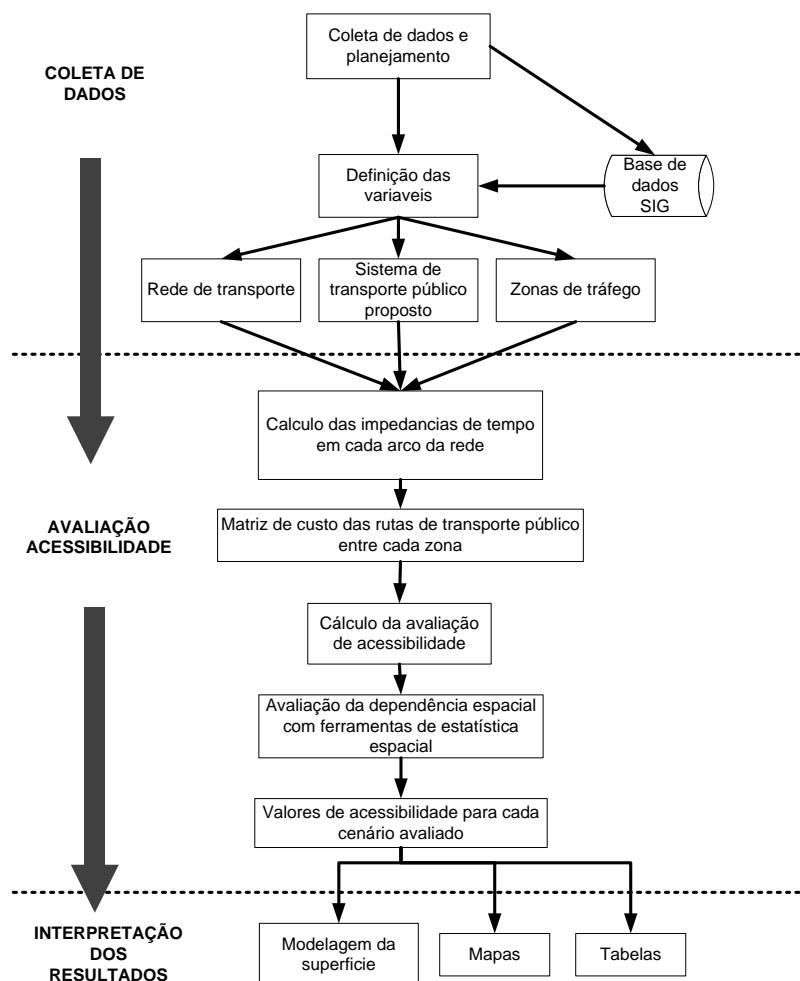 Coleta de dados e
planejamento
COLETA DE
DADOS
Definição das
variaveis
Base de
dados
SIG
Rede de transporte
Sistema de
transporte público
proposto
Zonas de tráfego
Calculo das impedancias de tempo
em cada arco da rede
AVALIAÇÃO
ACESSIBILIDADE
Matriz de custo das rutas de transporte público
entre cada zona
Cálculo da avaliação
de acessibilidade
Avaliação da dependência espacial
com ferramentas de estatística
espacial
Valores de acessibilidade para cada
cenário avaliado
INTERPRETAÇÃO
DOS
RESULTADOS
Modelagem da
superficie
Mapas
Tabelas